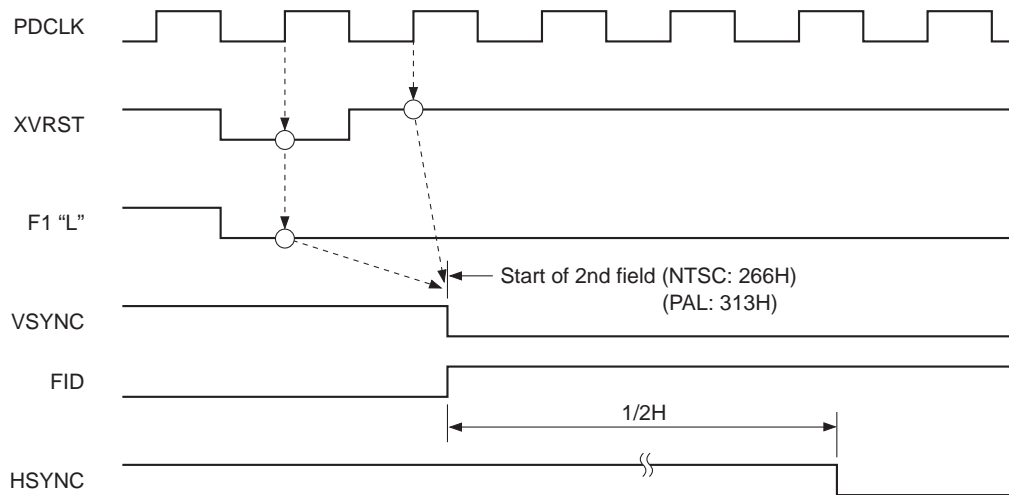 PDCLK
XVRST
F1 “L”
Start of 2nd field (NTSC: 266H)
(PAL: 313H)
VSYNC
FID
1/2H
HSYNC